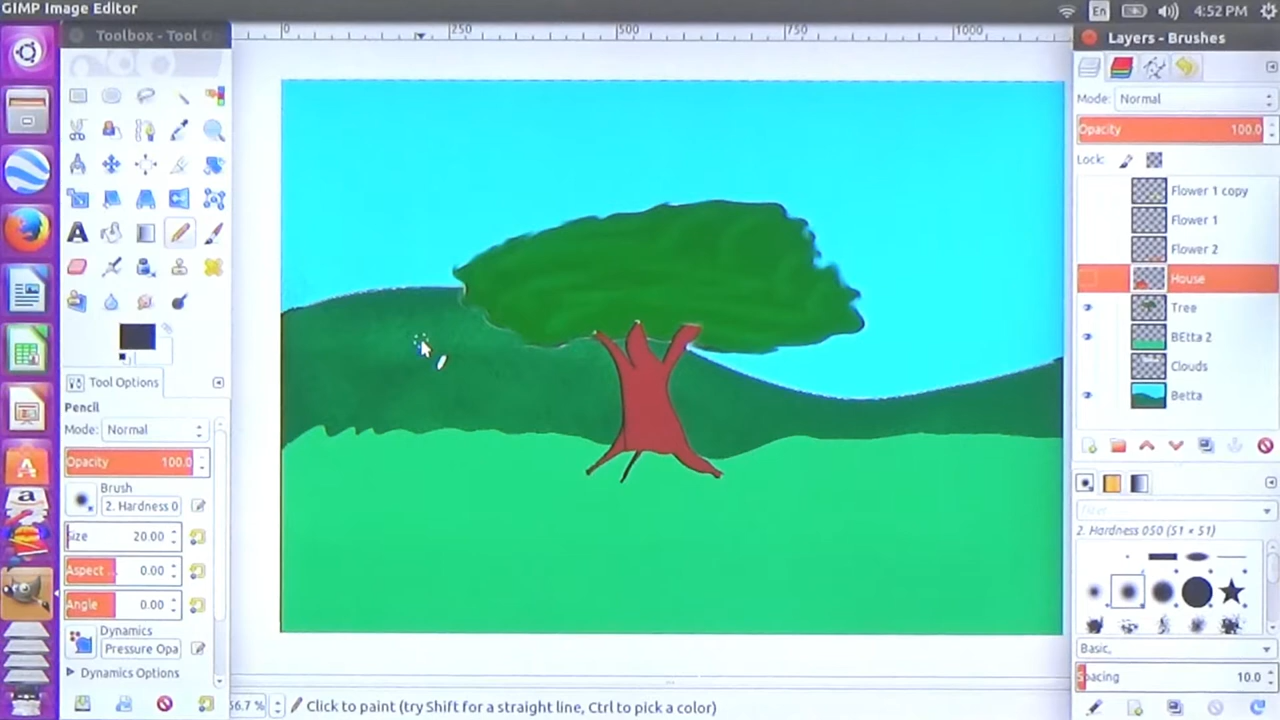 GIMP Image Editor
En
4:52 PM
Toolbox - Tool O
0
250
500
750
1000
Layers - Brushes
Mode: Normal
Opacity 100.0
Lock:
Flower 1 copy
Flower 1
Flower 2
House
Tree
BEtta 2
Clouds
Betta
Tool Options
Pencil
Mode: Normal
Opacity 100.0
Brush
2. Hardness 0
Size 20.00
Aspect ... 0.00
Angle 0.00
Dynamics
Pressure Opa
Dynamics Options
2. Hardness 050 (51 × 51)
Basic,
Spacing 10.0
66.7 %
Click to paint (try Shift for a straight line, Ctrl to pick a color)